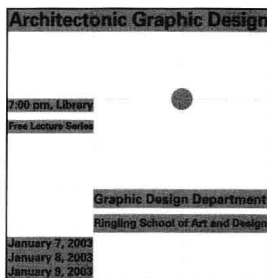 Architectonic Graphic Design
7:00 pm, Library
Free Lecture Series
Graphic Design Department
Ringling School of Art and Design
January 7, 2003
January 8, 2003
January 9, 2003